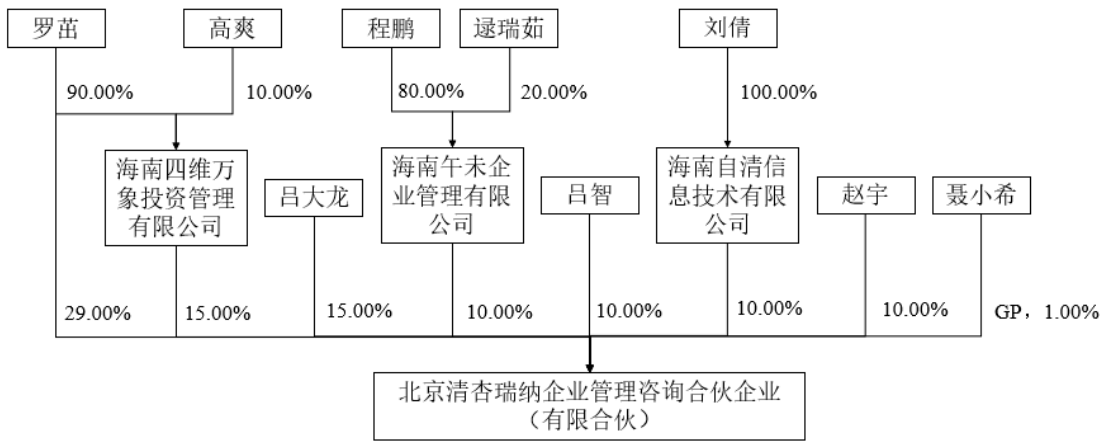 罗茁
高爽
程鹏
逯瑞茹
刘倩
90.00%
10.00%
80.00%
20.00%
100.00%
海南四维万
象投资管理
有限公司
吕大龙
海南午未企
业管理有限
公司
吕智
海南自清信
息技术有限
公司
赵宇
聂小希
29.00%
15.00%
15.00%
10.00%
10.00%
10.00%
10.00%
GP，1.00%
北京清杏瑞纳企业管理咨询合伙企业
（有限合伙）